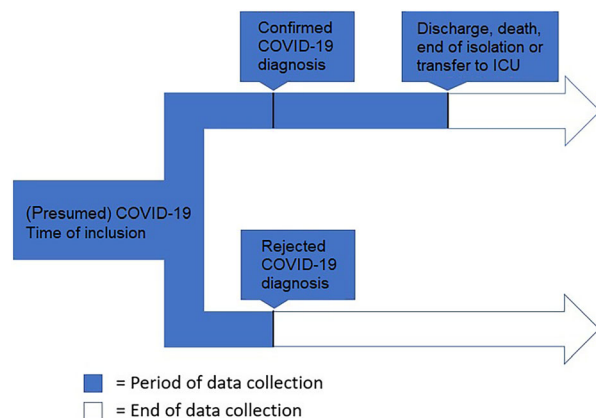 Confirmed
COVID-19
diagnosis
Discharge, death,
end of isolation or
transfer to ICU
(Presumed) COVID-19
Time of inclusion
Rejected
COVID-19
diagnosis
= Period of data collection
= End of data collection